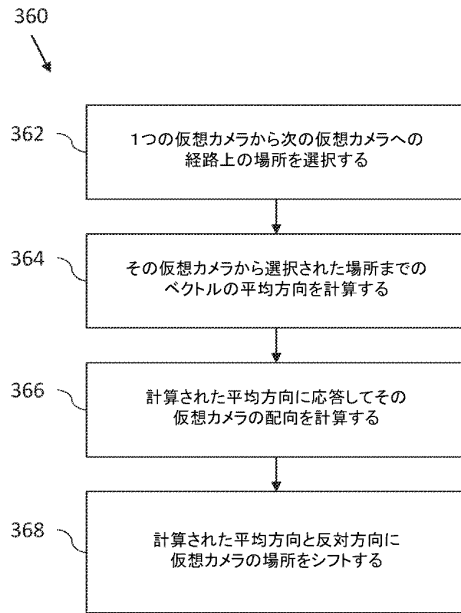 360
362
1つの仮想カメラから次の仮想カメラへの
経路上の場所を選択する
364
その仮想カメラから選択された場所までの
ベクトルの平均方向を計算する
366
計算された平均方向に応答してその
仮想カメラの配向を計算する
368
計算された平均方向と反対方向に
仮想カメラの場所をシフトする